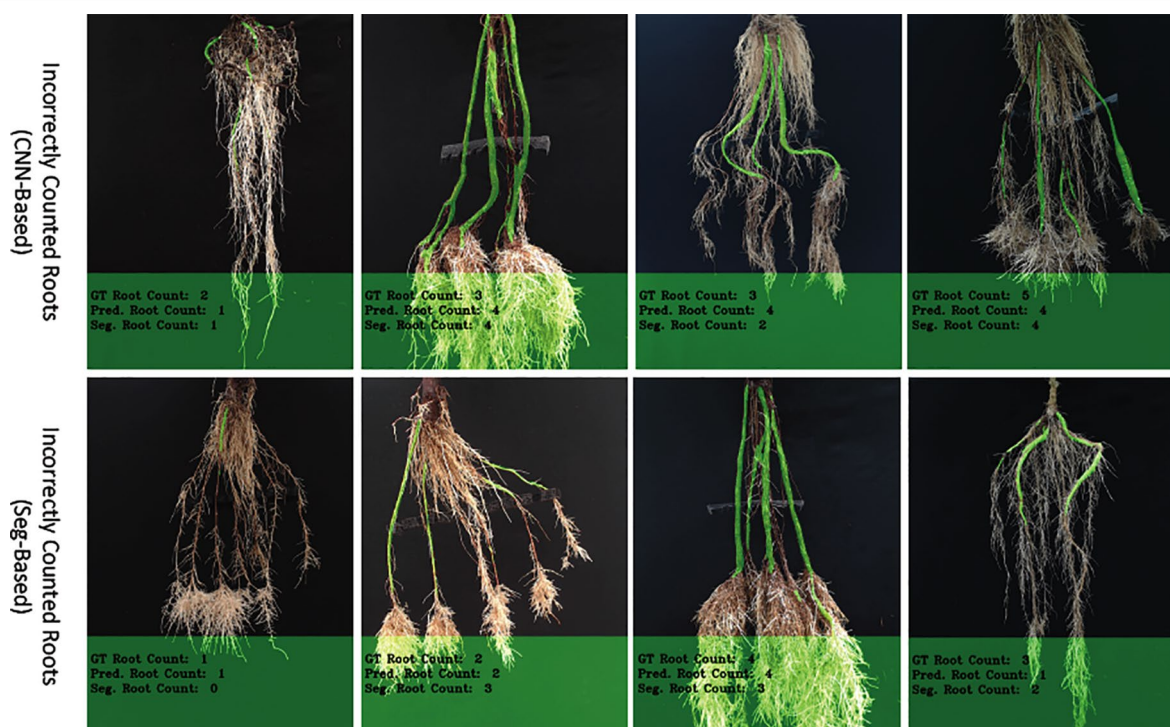 Incorrectly Counted Roots
(CNN-Based)
GT Root Count: 2
Pred. Root Count: 1
Seg. Root Count: 1
GT Root Count: 3
Pred. Root Count: 4
Seg. Root Count: 4
GT Root Count: 3
Pred. Root Count: 4
Seg. Root Count: 2
GT Root Count: 5
Pred. Root Count: 4
Seg. Root Count: 4
Incorrectly Counted Roots
(Seg-Based)
GT Root Count: 1
Pred. Root Count: 1
Seg. Root Count: 0
GT Root Count: 2
Pred. Root Count: 2
Seg. Root Count: 3
GT Root Count: 4
Pred. Root Count: 4
Seg. Root Count: 3
GT Root Count: 3
Pred. Root Count: 1
Seg. Root Count: 2